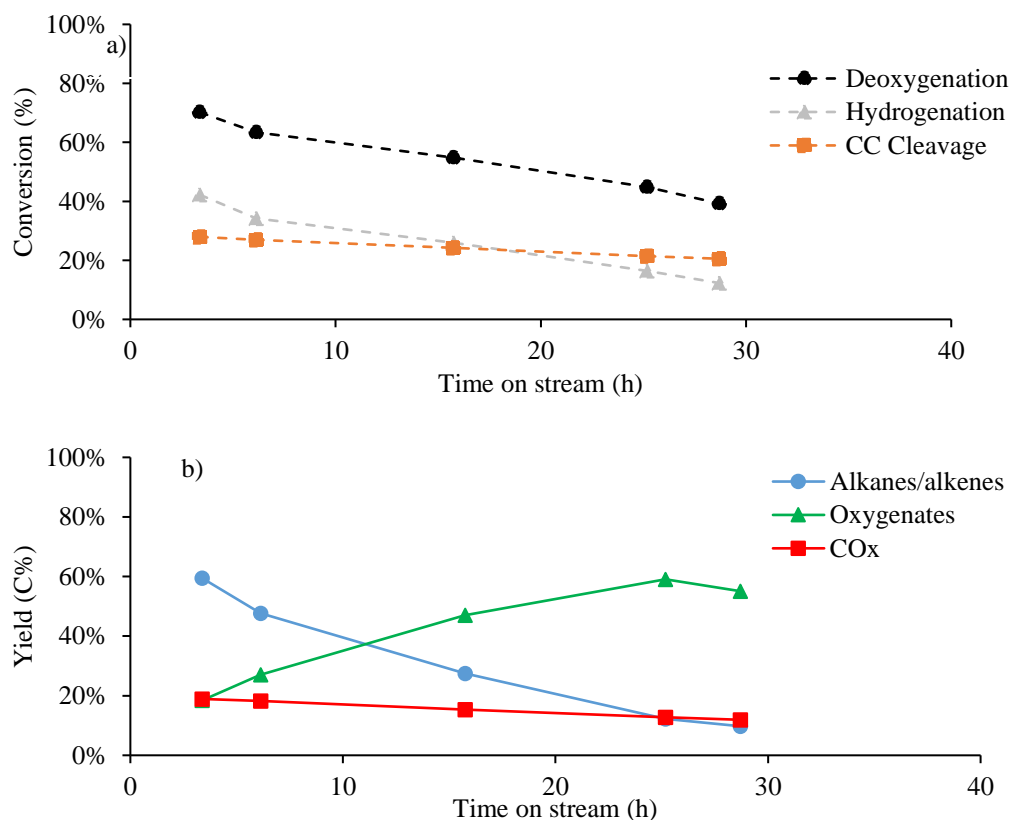 100%
a)
80%
60%
40%
20%
0%
Conversion (%)
0 10 20 30 40
Time on stream (h)
Deoxygenation
Hydrogenation
CC Cleavage
100%
b)
80%
60%
40%
20%
0%
Yield (C%)
0 10 20 30 40
Time on stream (h)
Alkanes/alkenes
Oxygenates
COx